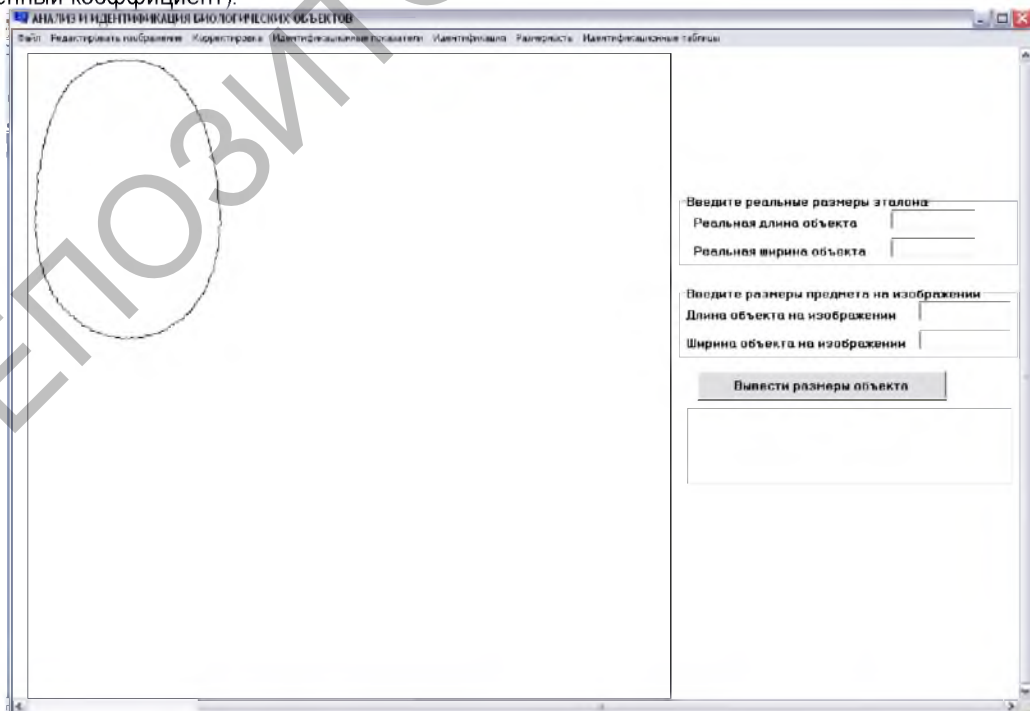 енный коэффициент).
АНАЛИЗ И ИДЕНТИФИКАЦИЯ БИОЛОГИЧЕСКИХ ОБЪЕКТОВ
Файл Редактировать изображение Корректировка Идентификационные показатели Идентификация Размерность Идентификационные таблицы
Введите реальные размеры эталона
Реальная длина объекта
Реальная ширина объекта
Введите размеры предмета на изображении
Длина объекта на изображении
Ширина объекта на изображении
Вывести размеры объекта
ЕПОЗИТ